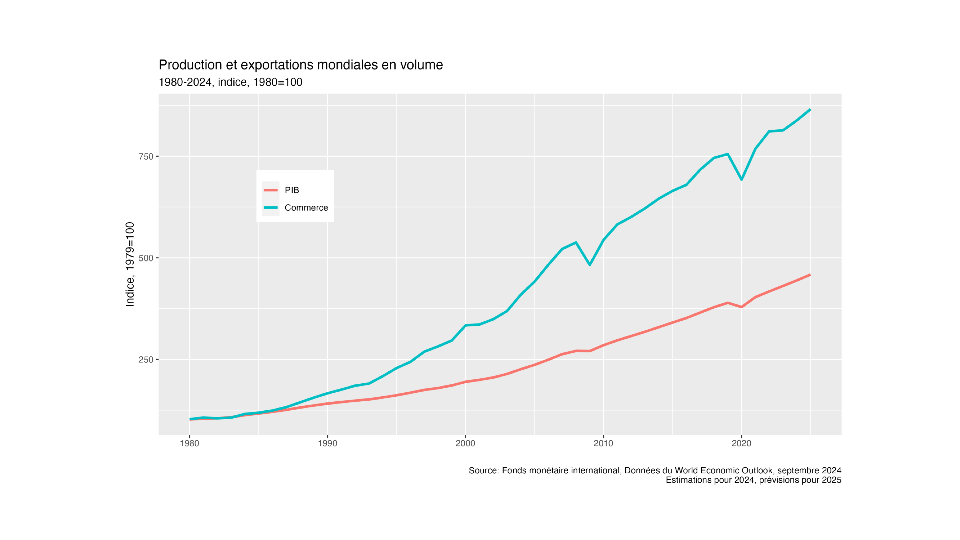 Production et exportations mondiales en volume
1980-2024, indice, 1980=100
Indice, 1979=100
750
500
250
PIB
Commerce
1980
1990
2000
2010
2020
Source: Fonds monétaire international, Données du World Economic Outlook, septembre 2024
Estimations pour 2024, prévisions pour 2025